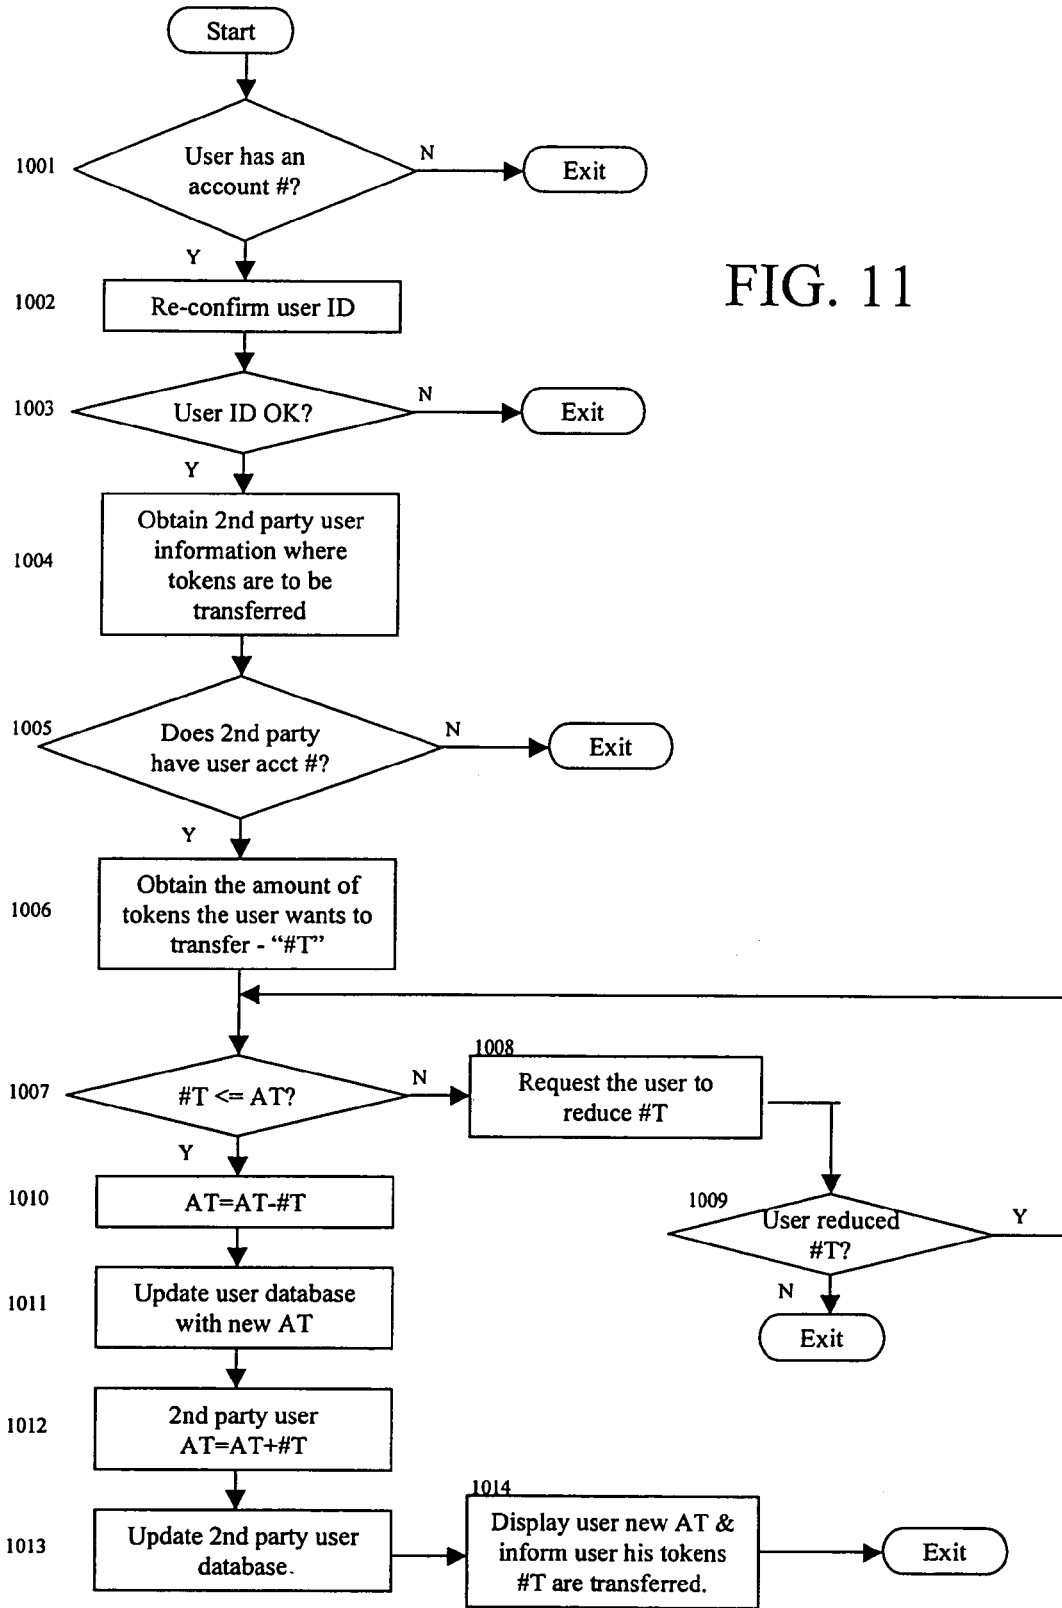 Start
1001
User has an
account #?
N
Exit
Y
FIG. 11
1002
Re-confirm user ID
1003
User ID OK?
N
Exit
Y
1004
Obtain 2nd party user
information where
tokens are to be
transferred
1005
Does 2nd party
have user acct #?
N
Exit
Y
1006
Obtain the amount of
tokens the user wants to
transfer - “#T”
1007
#T <= AT?
N
1008
Request the user to
reduce #T
Y
1009
User reduced
#T?
Y
N
Exit
1010
AT=AT-#T
1011
Update user database
with new AT
1012
2nd party user
AT=AT+#T
1013
Update 2nd party user
database.
1014
Display user new AT &
inform user his tokens
#T are transferred.
Exit